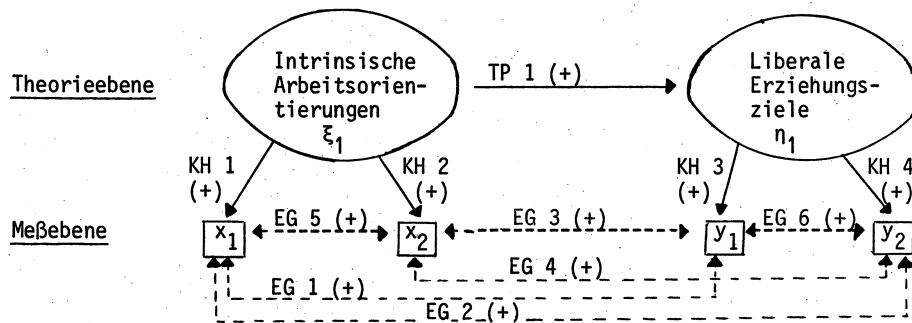 Intrinsische
Arbeitsorien-
tierungen
ξ1
Theorieebene
TP 1 (+)
Liberale
Erziehungs-
ziele
η1
KH 1
(+)
KH 2
(+)
KH 3
(+)
KH 4
(+)
Meßebene
x1
EG 5 (+)
x2
EG 3 (+)
y1
EG 6 (+)
y2
EG 4 (+)
EG 1 (+)
EG 2 (+)